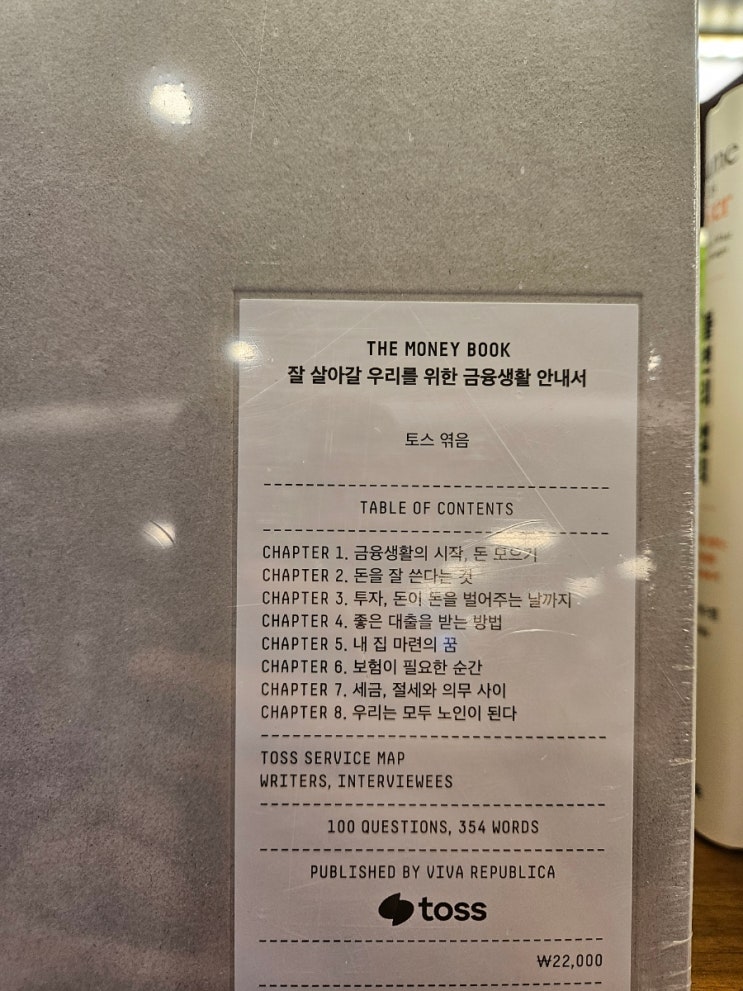 THE MONEY BOOK
잘 살아갈 우리를 위한 금융생활 안내서
토스 엮음
TABLE OF CONTENTS
CHAPTER 1. 금융생활의 시작, 돈 모으기
CHAPTER 2. 돈을 잘 쓴다는 것
CHAPTER 3. 투자, 돈이 돈을 벌어주는 날까지
CHAPTER 4. 좋은 대출을 받는 방법
CHAPTER 5. 내 집 마련의 꿈
CHAPTER 6. 보험이 필요한 순간
CHAPTER 7. 세금, 절세와 의무 사이
CHAPTER 8. 우리는 모두 노인이 된다
TOSS SERVICE MAP
WRITERS, INTERVIEWEES
100 QUESTIONS, 354 WORDS
PUBLISHED BY VIVA REPUBLICA
toss
₩22,000